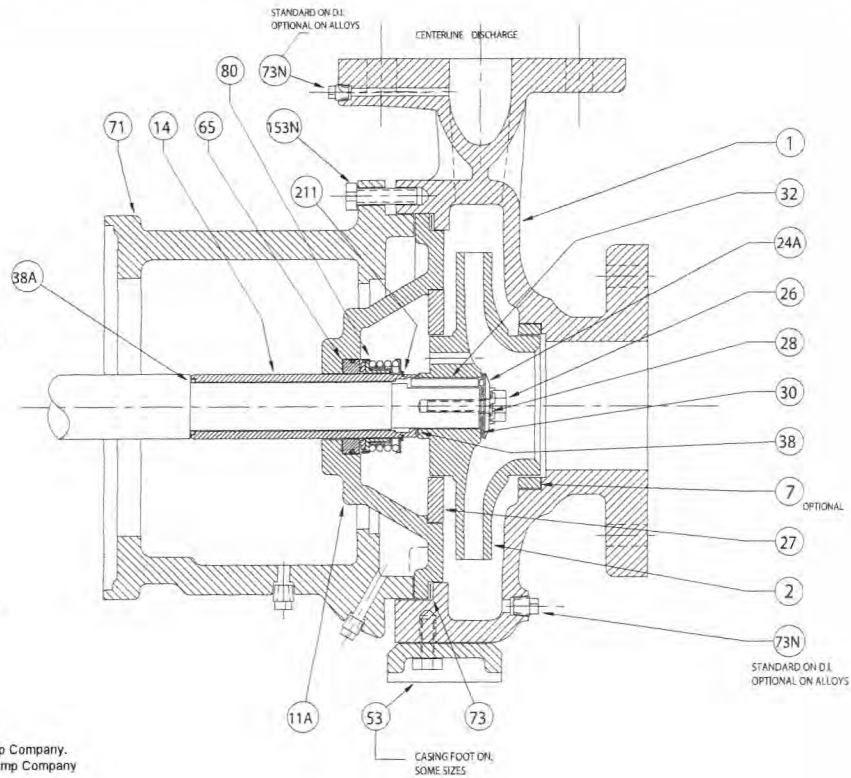 STANDARD ON D.I.
OPTIONAL ON ALLOYS
CENTERLINE DISCHARGE
80
73N
71
14
65
153N
1
211
32
24A
38A
26
28
30
38
7
OPTIONAL
27
2
73N
STANDARD ON D.I.
OPTIONAL ON ALLOYS
11A
53
73
CASING FOOT ON,
SOME SIZES
p Company.
mp Company